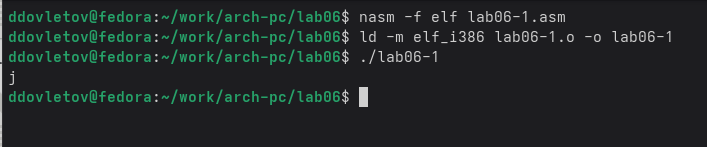 ddovletov@fedora:~/work/arch-pc/lab06$ nasm -f elf lab06-1.asm
ddovletov@fedora:~/work/arch-pc/lab06$ ld -m elf_i386 lab06-1.o -o lab06-1
ddovletov@fedora:~/work/arch-pc/lab06$ ./lab06-1
j
ddovletov@fedora:~/work/arch-pc/lab06$